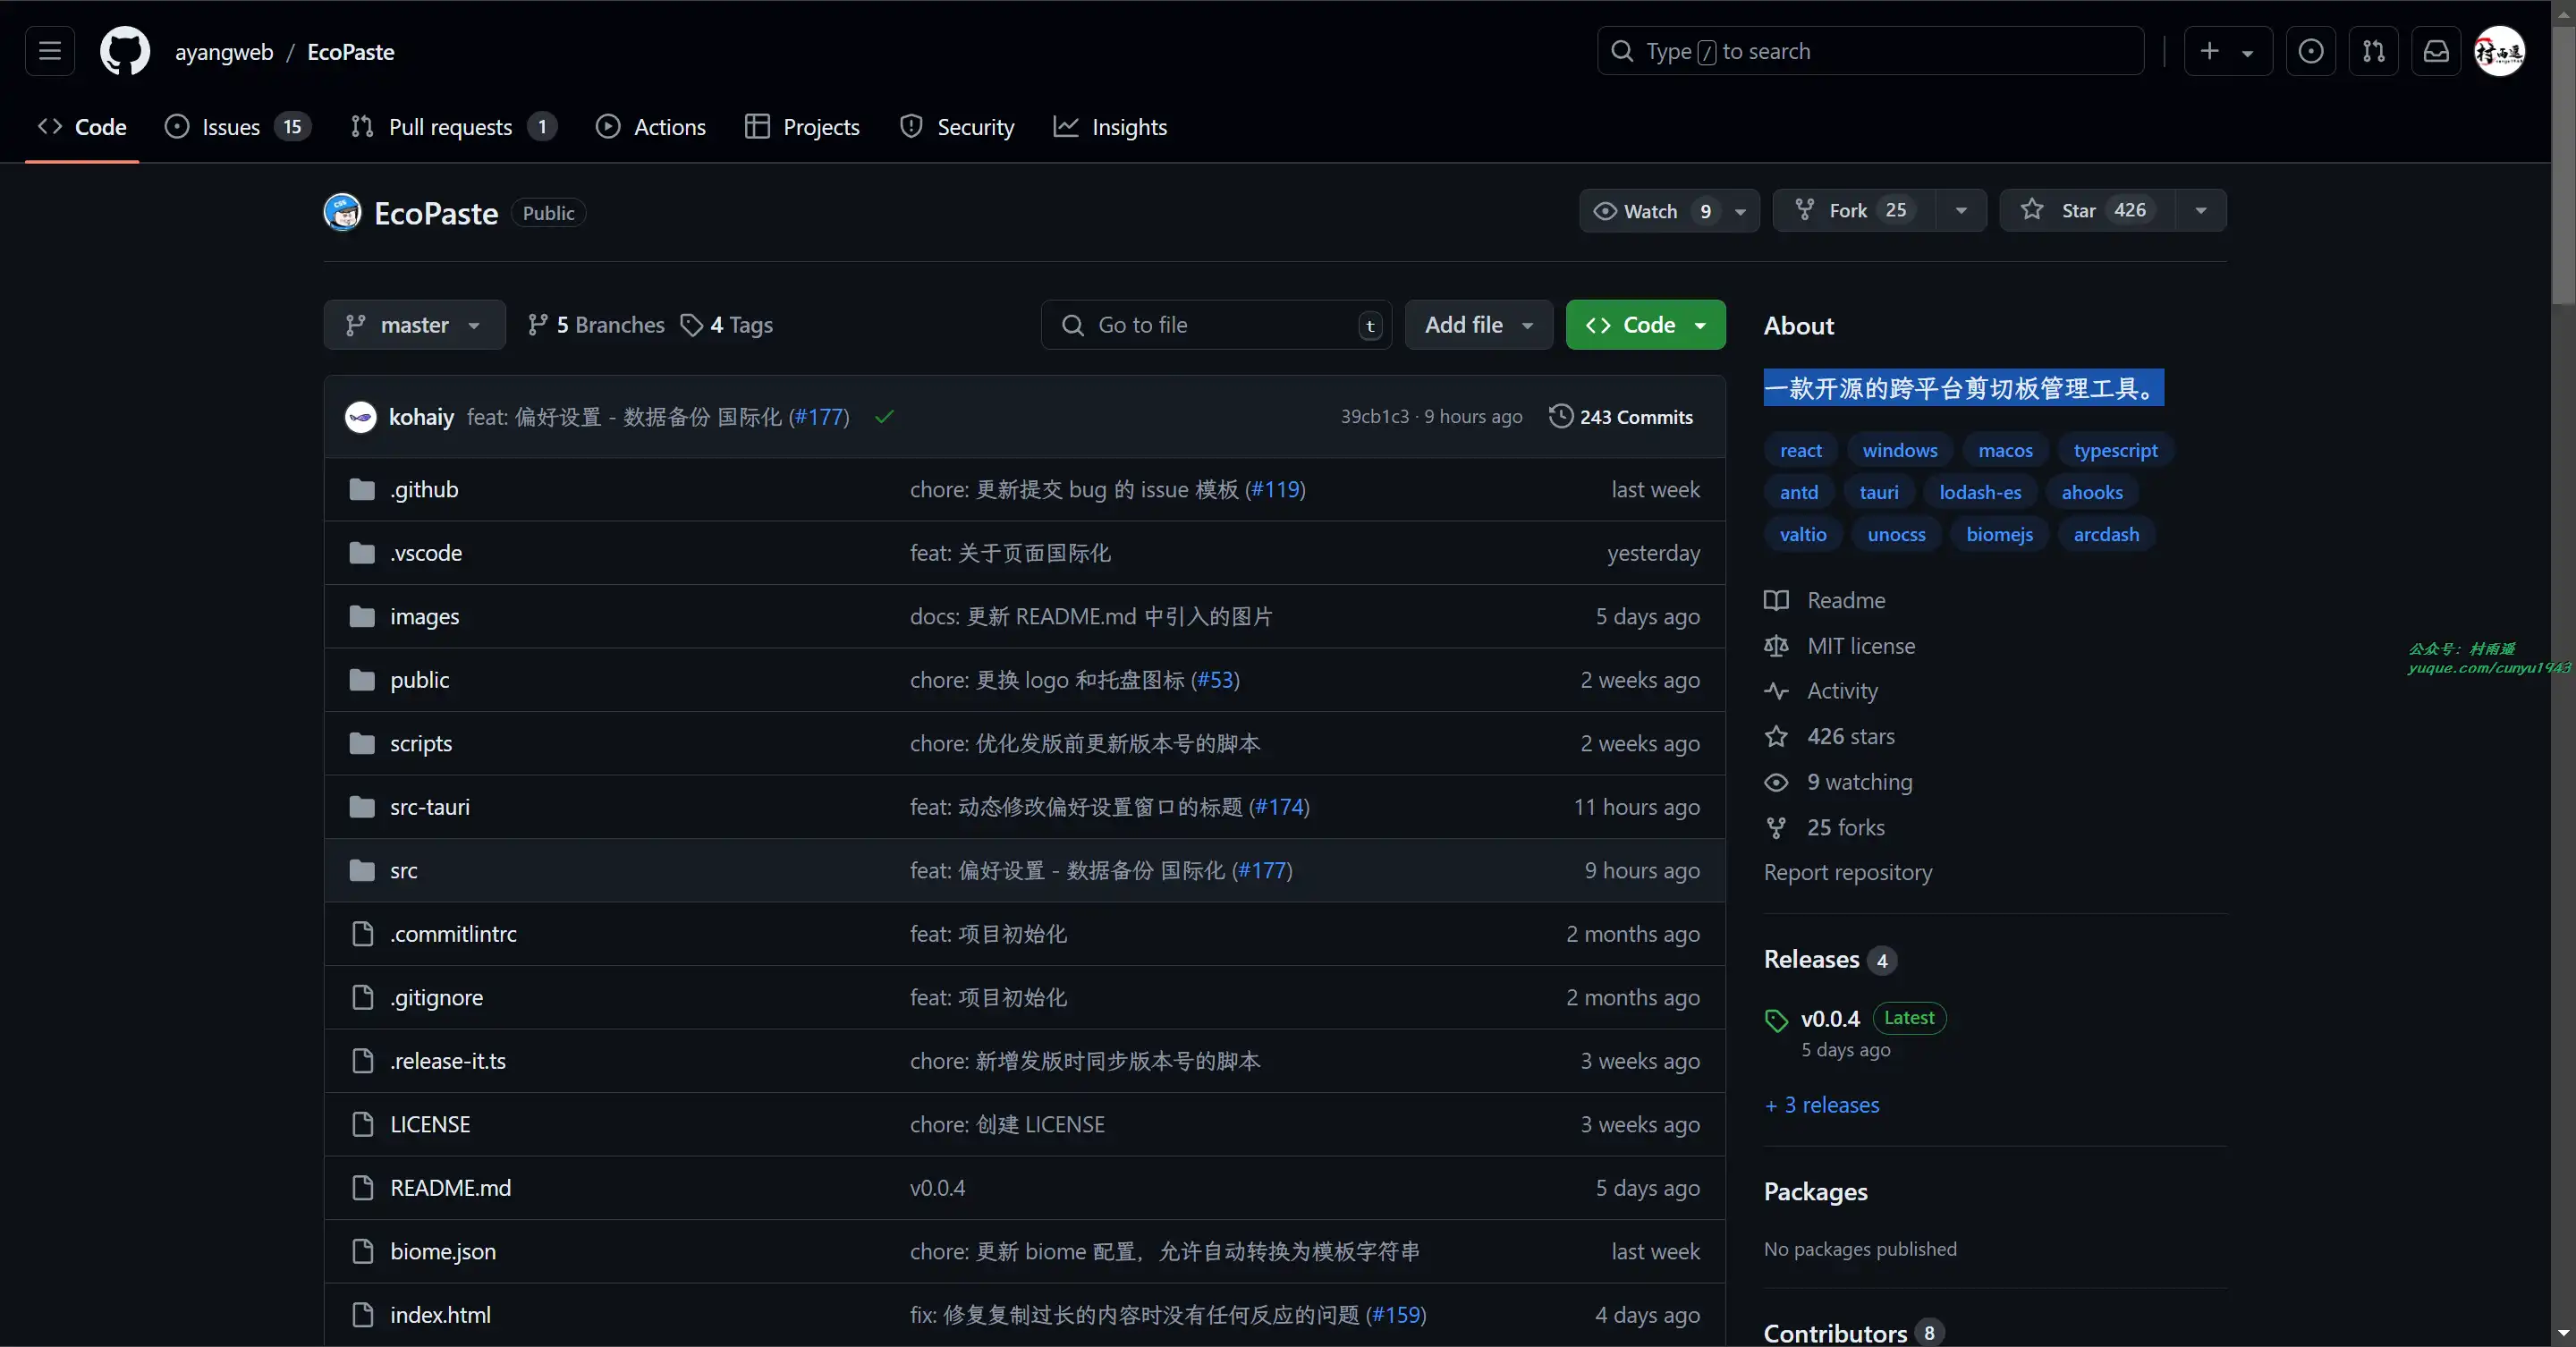 ayangweb / EcoPaste
Type / to search
Code
Issues 15
Pull requests 1
Actions
Projects
Security
Insights
EcoPaste Public
Watch 9
Fork 25
Star 426
master
5 Branches
4 Tags
Go to file t
Add file
Code
kohaiy feat: 偏好设置 - 数据备份 国际化 (#177)
39cb1c3 · 9 hours ago
243 Commits
.github chore: 更新提交 bug 的 issue 模板 (#119) last week
.vscode feat: 关于页面国际化 yesterday
images docs: 更新 README.md 中引入的图片 5 days ago
public chore: 更换 logo 和托盘图标 (#53) 2 weeks ago
scripts chore: 优化发版前更新版本号的脚本 2 weeks ago
src-tauri feat: 动态修改偏好设置窗口的标题 (#174) 11 hours ago
src feat: 偏好设置 - 数据备份 国际化 (#177) 9 hours ago
.commitlintrc feat: 项目初始化 2 months ago
.gitignore feat: 项目初始化 2 months ago
.release-it.ts chore: 新增发版时同步版本号的脚本 3 weeks ago
LICENSE chore: 创建 LICENSE 3 weeks ago
README.md v0.0.4 5 days ago
biome.json chore: 更新 biome 配置，允许自动转换为模板字符串 last week
index.html fix: 修复复制过长的内容时没有任何反应的问题 (#159) 4 days ago
About
一款开源的跨平台剪切板管理工具。
react windows macos typescript
antd tauri lodash-es ahooks
valtio unocss biomejs arcdash
Readme
MIT license
Activity
426 stars
9 watching
25 forks
Report repository
Releases 4
v0.0.4 Latest
5 days ago
+ 3 releases
Packages
No packages published
Contributors 8
公众号：村雨遥
yuque.com/cunyu1943